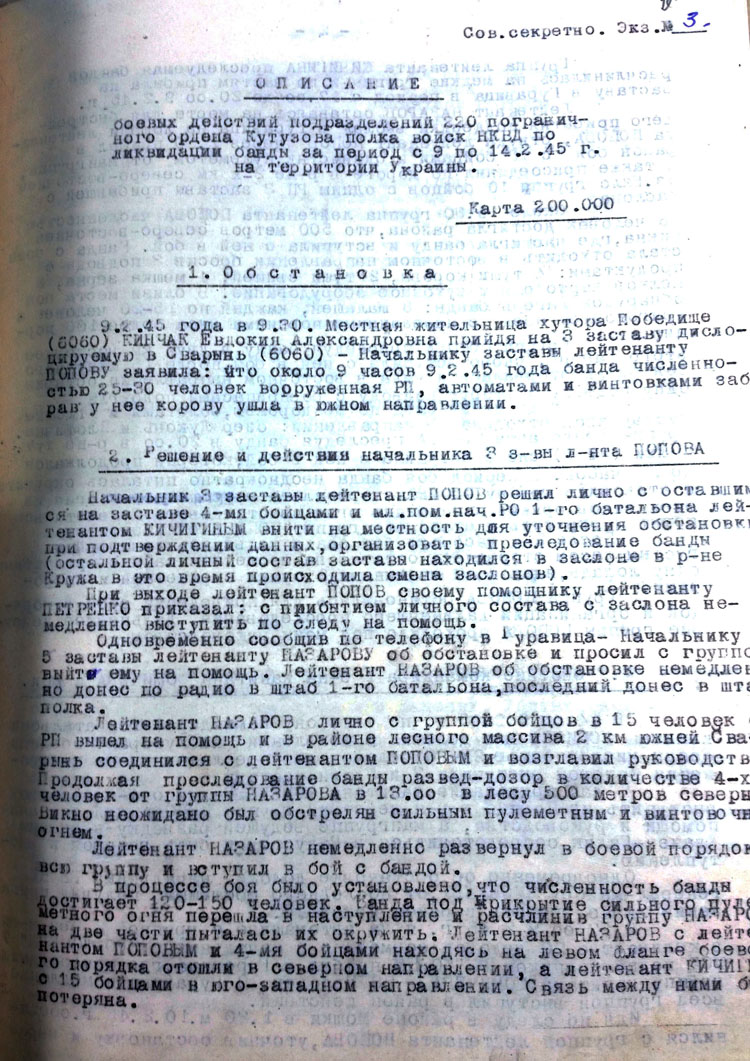 Сов.секретно. Экз.№ 3.
О П И С А Н И Е
боевых действий подразделений 220 погранич-
ного ордена Кутузова полка войск НКВД по
ликвидации банды за период с 9 по 14.2.45 г.
на территории Украины.
Карта 200.000
1. О б с т а н о в к а
9.2.45 года в 9.30. Местная жительница хутора Победище
(6060) КИНЧАК Евдокия Александровна прийдя на 3 заставу дисло-
цируемую в Сварынь (6060) - Начальнику заставы лейтенанту
ПОПОВУ заявила: что около 9 часов 9.2.45 года банда численно-
стью 25-30 человек воруженная РП, автоматами и винтовками заб
рав у нее корову ушла в южном направлении.
2. Решение и действия начальника 3 з-вы л-нта ПОПОВА
Начальник 3 заставы лейтенант ПОПОВ решил лично с оставшим
ся на заставе 4-мя бойцами и мл.пом.нач.РО 1-го батальона лей-
тенантом КИЧИГИНЫМ выйти на местность для уточнения обстановки
при подтверждении данных,организовать преследование банды
(остальной личный состав заставы находился в заслоне в р-не
Кружа в это время происходила смена заслонов).
При выходе лейтенант ПОПОВ своему помощнику лейтенанту
ПЕТРЕНКО приказал: с прибытием личного состава с заслона не-
медленно выступить по следу на помощь.
Одновременно сообщив по телефону в Гуравица- Начальнику
5 заставы лейтенанту НАЗАРОВУ об обстановке и просил с группо
выйти ему на помощь. Лейтенант НАЗАРОВ об обстановке немедлен
но донес по радио в штаб 1-го батальона,последний донес в шта
полка.
Лейтенант НАЗАРОВ лично с группой бойцов в 15 человек с
РП вышел на помощь и в районе лесного массива 2 км южней Сва-
рынь соединился с лейтенантом ПОПОВЫМ и возглавил руководств
Продолжая преследование банды развед-дозор в количестве 4-х
человек от группы НАЗАРОВА в 13.00 в лесу 500 метров северн
Бикно неожидано был обстрелян сильным пулеметным и винтовочн
огнем.
Лейтенант НАЗАРОВ немедленно развернул в боевой порядок
всю группу и вступил в бой с бандой.
В процессе боя было установлено,что численность банды
достигает 120-150 человек. Банда под прикрытие сильного пуле
метного огня перешла в наступление и расчлинив группу НАЗАРО
на две части пыталась их окружить. Лейтенант НАЗАРОВ с лейте
нантом ПОПОВЫМ и 4-мя бойцами находясь на левом фланге боево
го порядка отошли в северном направлении, а лейтенант КИЧИГИ
с 15 бойцами в юго-западном направлении. Связь между ними б
потеряна.